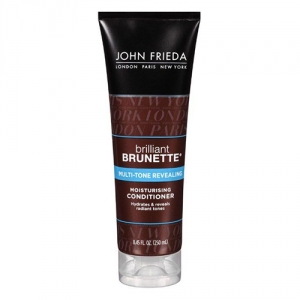 JOHN FRIEDA
LONDON PARIS NEW YORK
brilliant
BRUNETTE®
MULTI-TONE REVEALING
MOISTURISING
CONDITIONER
Hydrates & reveals
radiant tones
8.45 fl. oz. (250 ml)